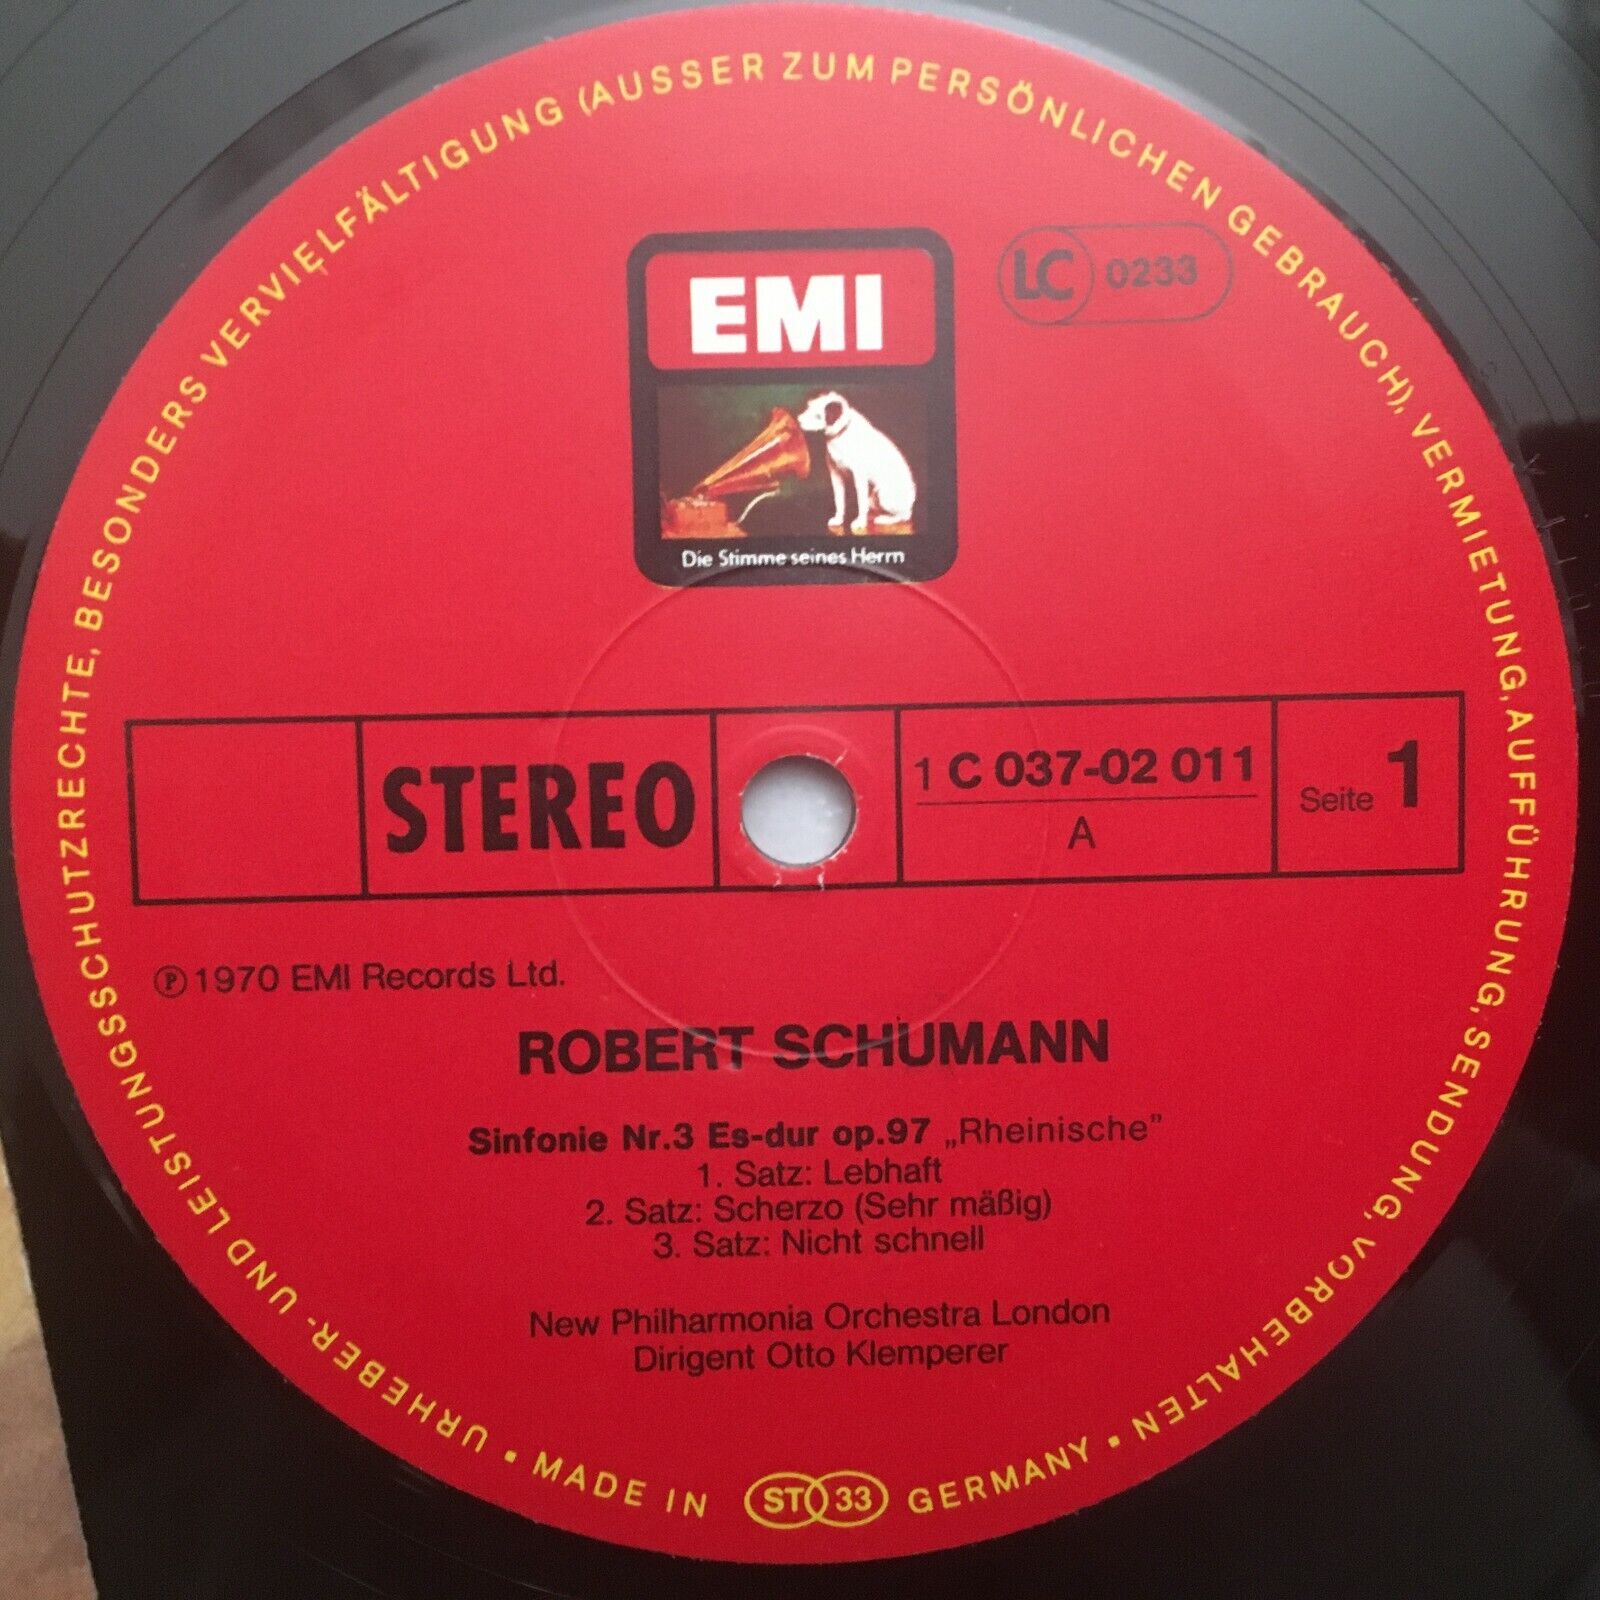 URHEBER- UND LEISTUNGSSCHUTZRECHTE, BESONDERS VERVIELFÄLTIGUNG (AUSSER ZUM PERSÖNLICHEN GEBRAUCH), VERMIETUNG, AUFFÜHRUNG, SENDUNG, VORBEHALTEN •
EMI
LC 0233
Die Stimme seines Herrn
STEREO
1 C 037-02 011
A
Seite 1
℗ 1970 EMI Records Ltd.
ROBERT SCHUMANN
Sinfonie Nr.3 Es-dur op.97 „Rheinische”
1. Satz: Lebhaft
2. Satz: Scherzo (Sehr mäßig)
3. Satz: Nicht schnell
New Philharmonia Orchestra London
Dirigent Otto Klemperer
• MADE IN ST 33 GERMANY